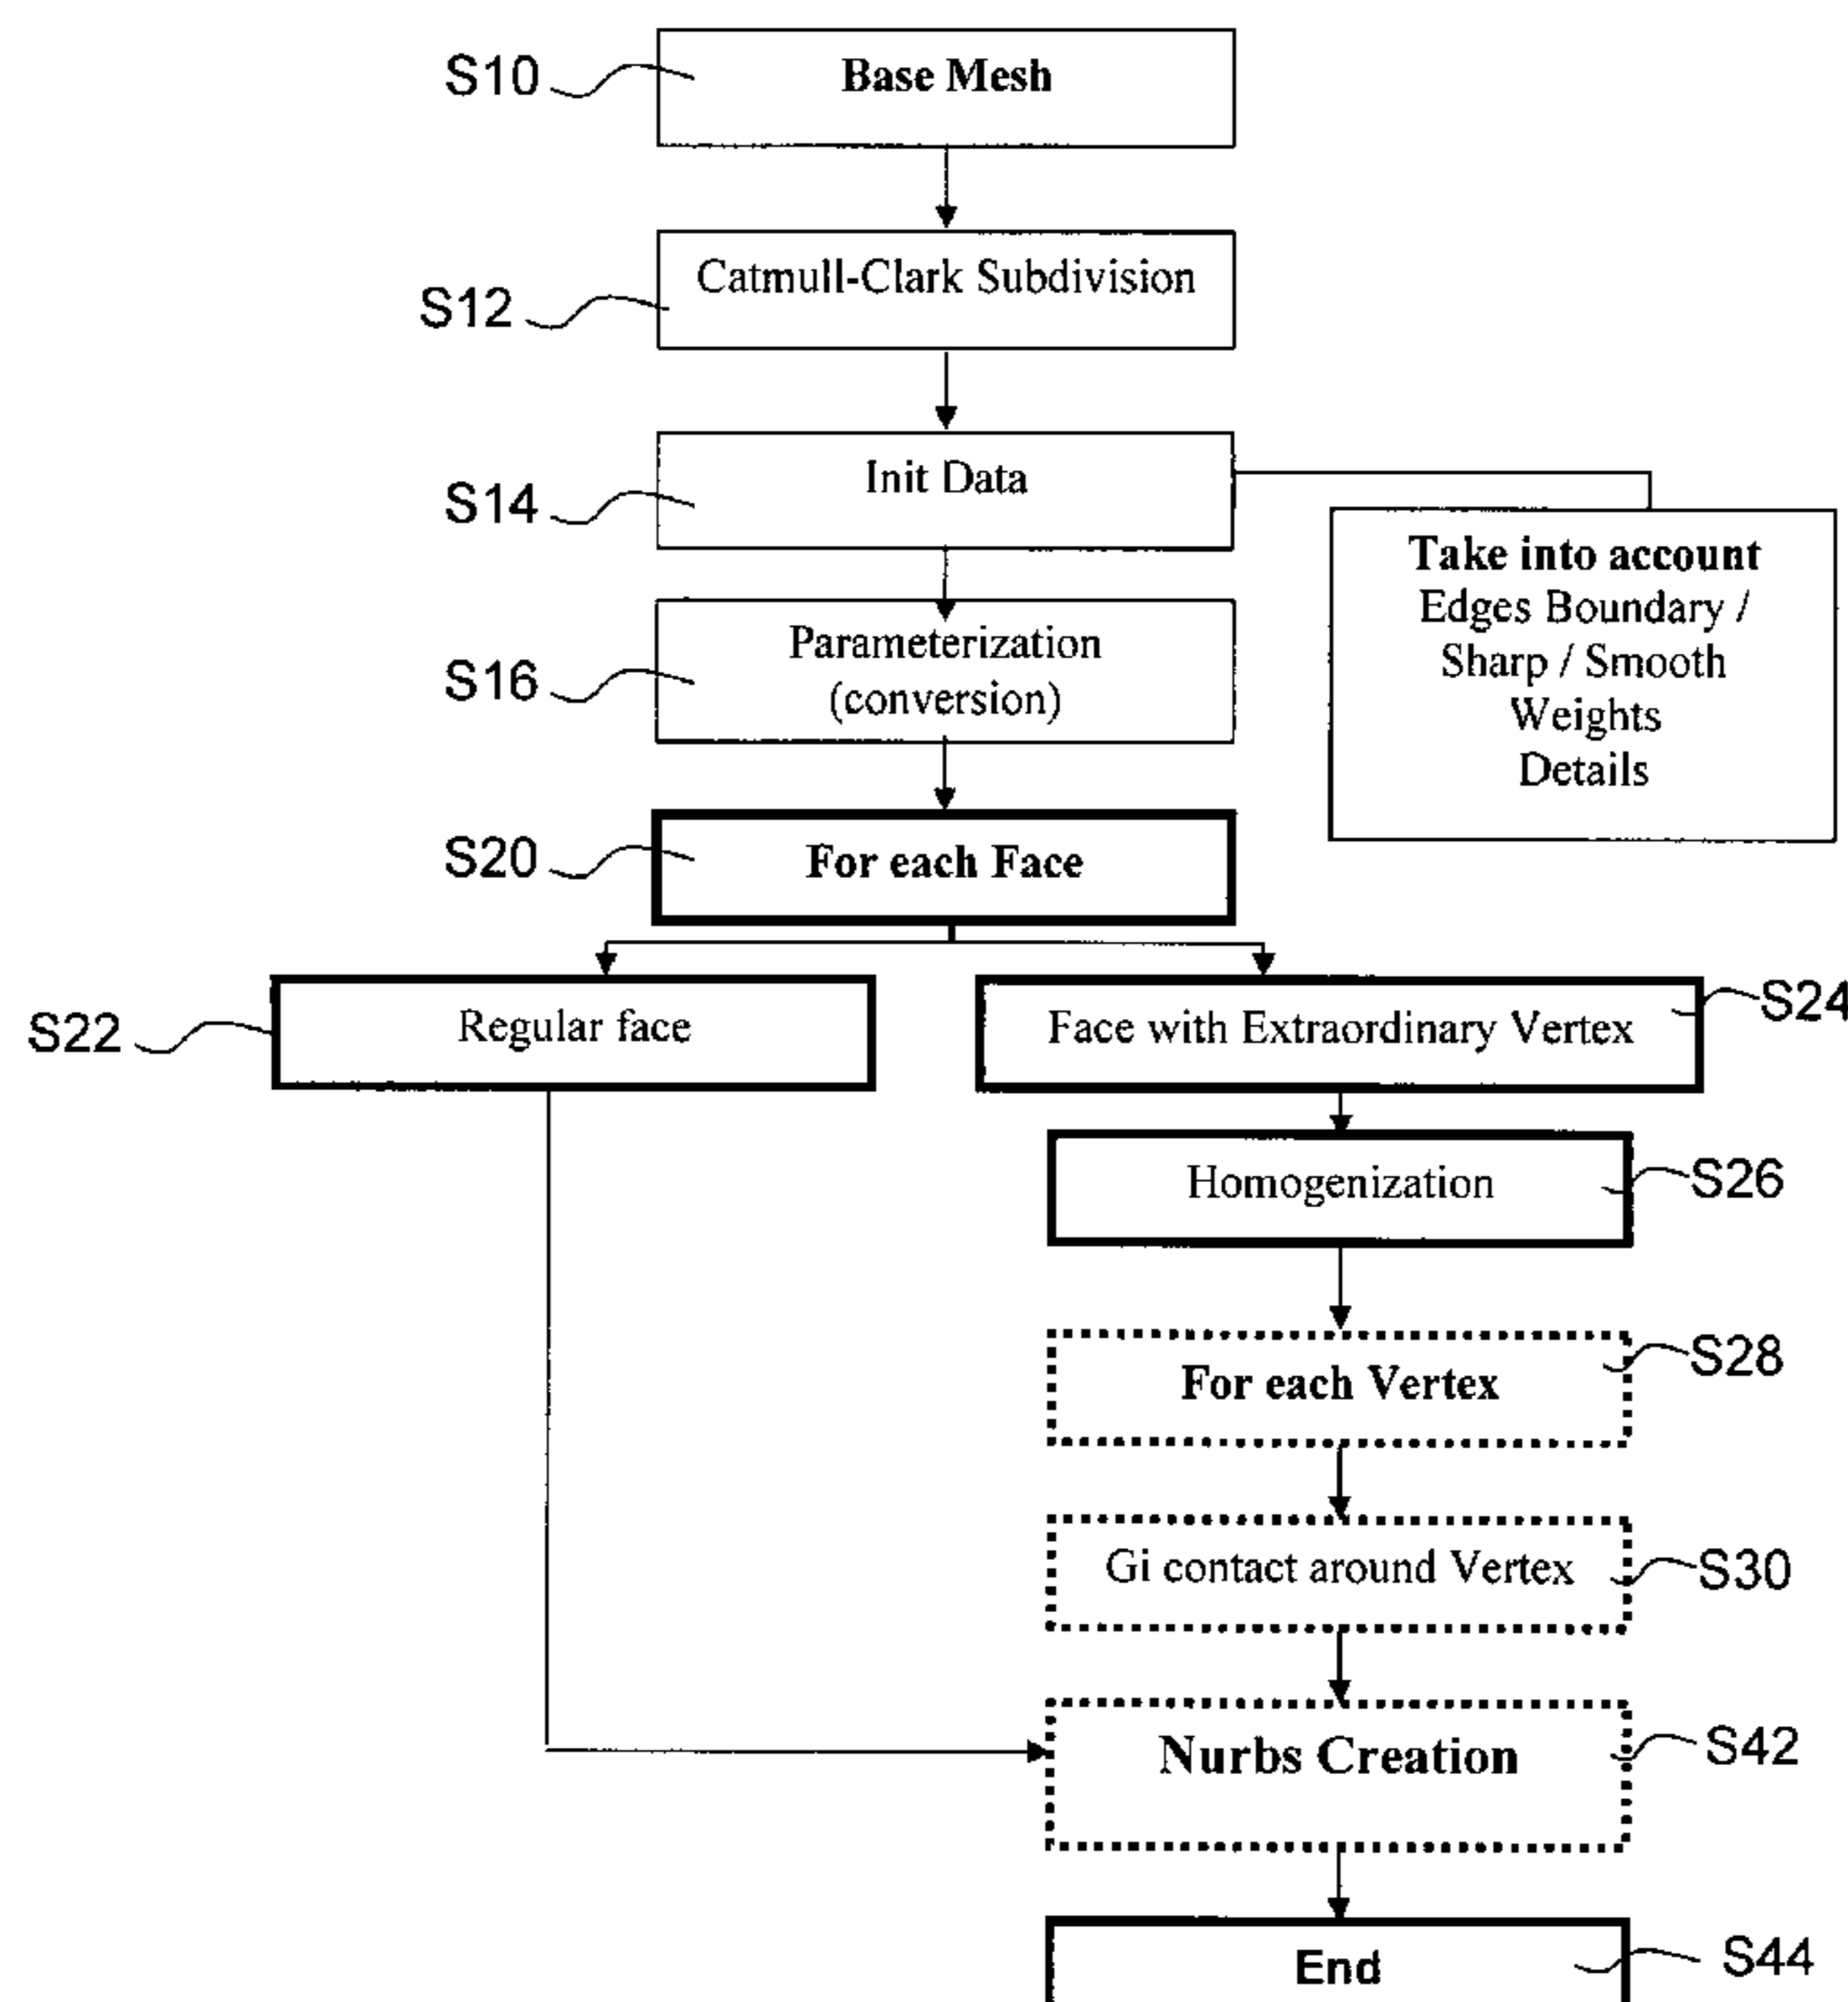 S10
Base Mesh
S12
Catmull-Clark Subdivision
S14
Init Data
Take into account
Edges Boundary /
Sharp / Smooth
Weights
Details
S16
Parameterization
(conversion)
S20
For each Face
S22
Regular face
Face with Extraordinary Vertex
S24
Homogenization
S26
For each Vertex
S28
Gi contact around Vertex
S30
Nurbs Creation
S42
End
S44